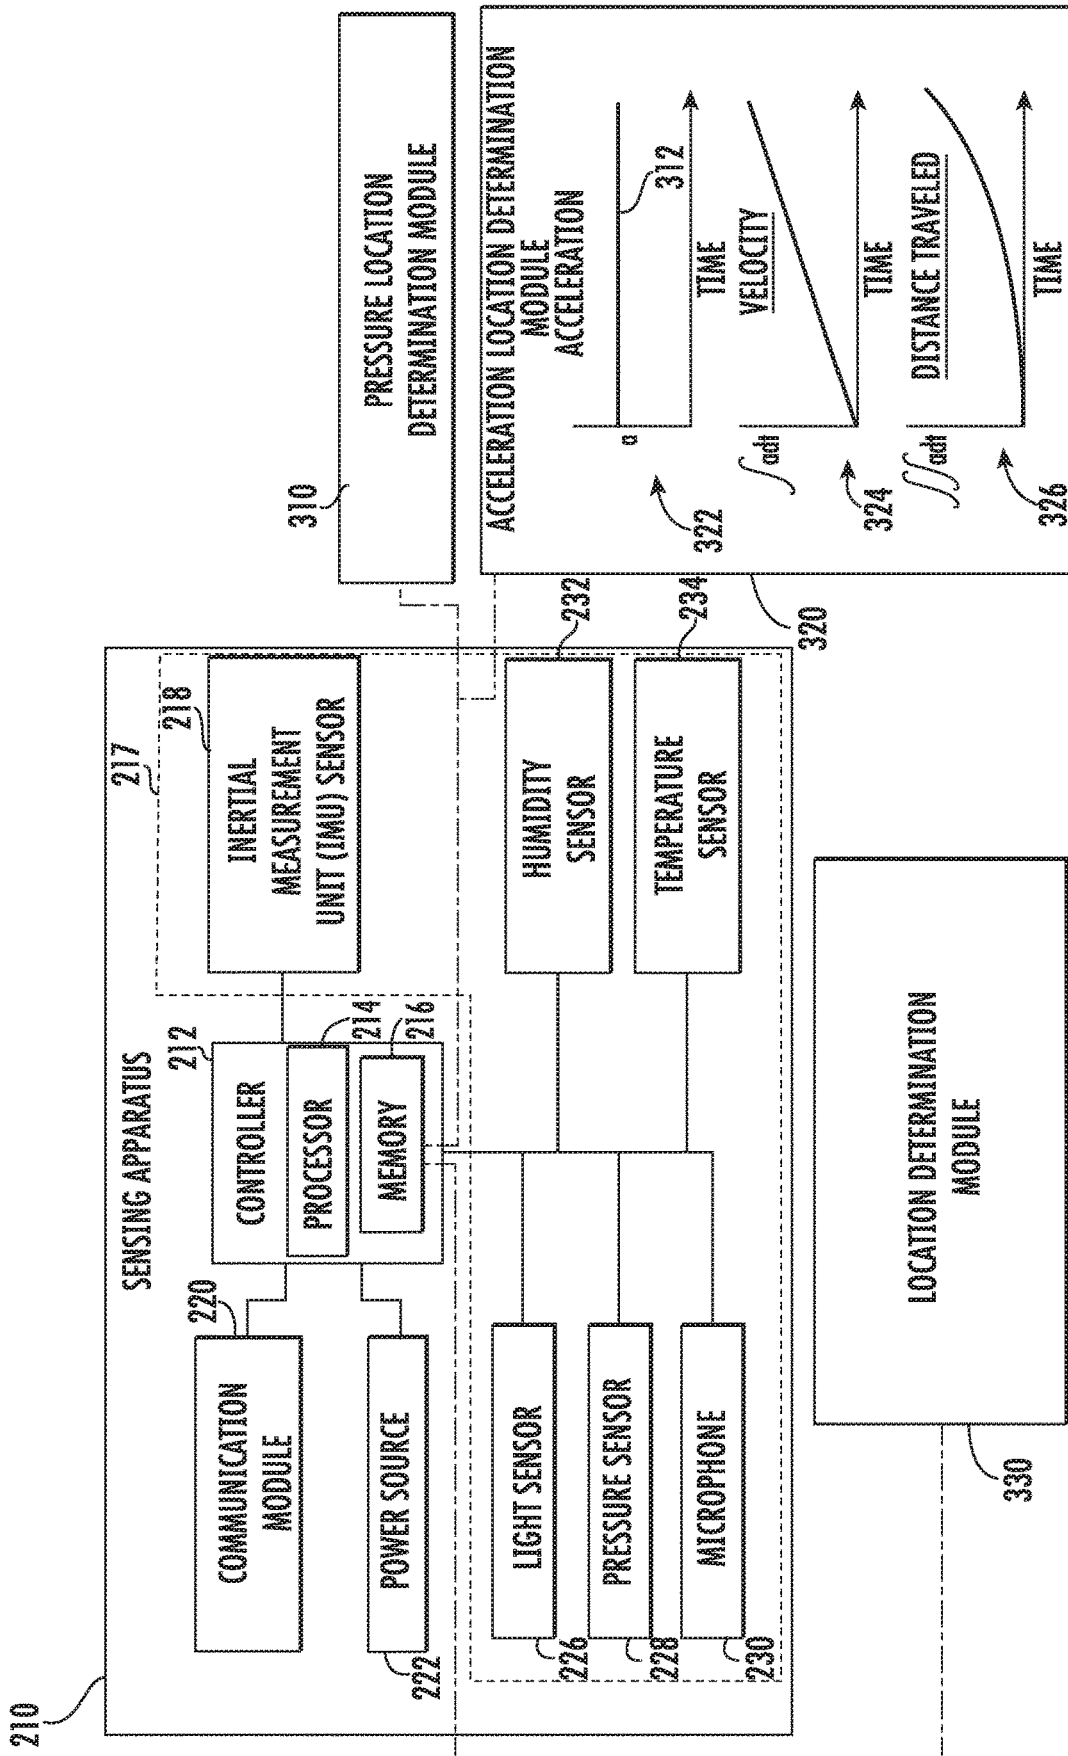 210
SENSING APPARATUS
217
220
COMMUNICATION
MODULE
212
CONTROLLER
214
PROCESSOR
216
MEMORY
218
INERTIAL
MEASUREMENT
UNIT (IMU) SENSOR
222
POWER SOURCE
226
LIGHT SENSOR
228
PRESSURE SENSOR
230
MICROPHONE
232
HUMIDITY
SENSOR
234
TEMPERATURE
SENSOR
310
PRESSURE LOCATION
DETERMINATION MODULE
320
ACCELERATION LOCATION DETERMINATION
MODULE
ACCELERATION
a
312
322
TIME
VELOCITY
∫adt
324
TIME
DISTANCE TRAVELED
∬adt
326
TIME
330
LOCATION DETERMINATION
MODULE